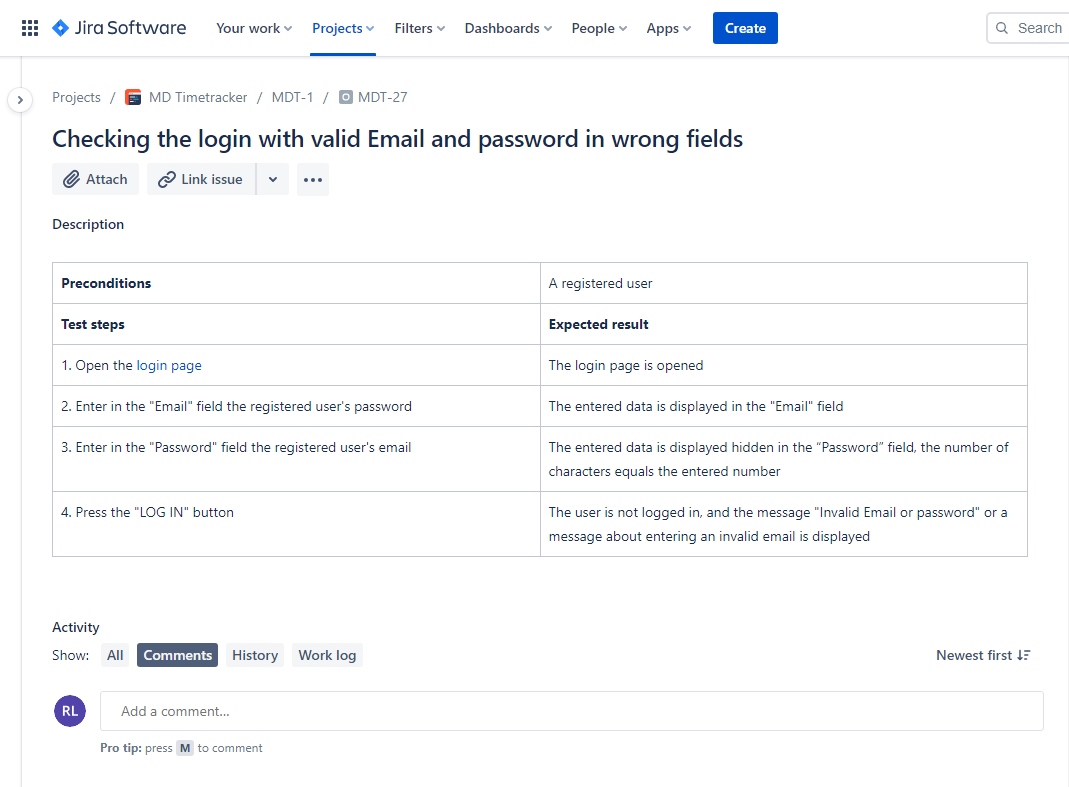 Jira Software Your work Projects Filters Dashboards People Apps Create Search
Projects / MD Timetracker / MDT-1 / MDT-27
Checking the login with valid Email and password in wrong fields
Attach Link issue
Description
Preconditions A registered user
Test steps Expected result
1. Open the login page The login page is opened
2. Enter in the "Email" field the registered user's password The entered data is displayed in the "Email" field
3. Enter in the "Password" field the registered user's email The entered data is displayed hidden in the “Password” field, the number of
characters equals the entered number
4. Press the "LOG IN" button The user is not logged in, and the message "Invalid Email or password" or a
message about entering an invalid email is displayed
Activity
Show: All Comments History Work log Newest first
RL Add a comment...
Pro tip: press M to comment